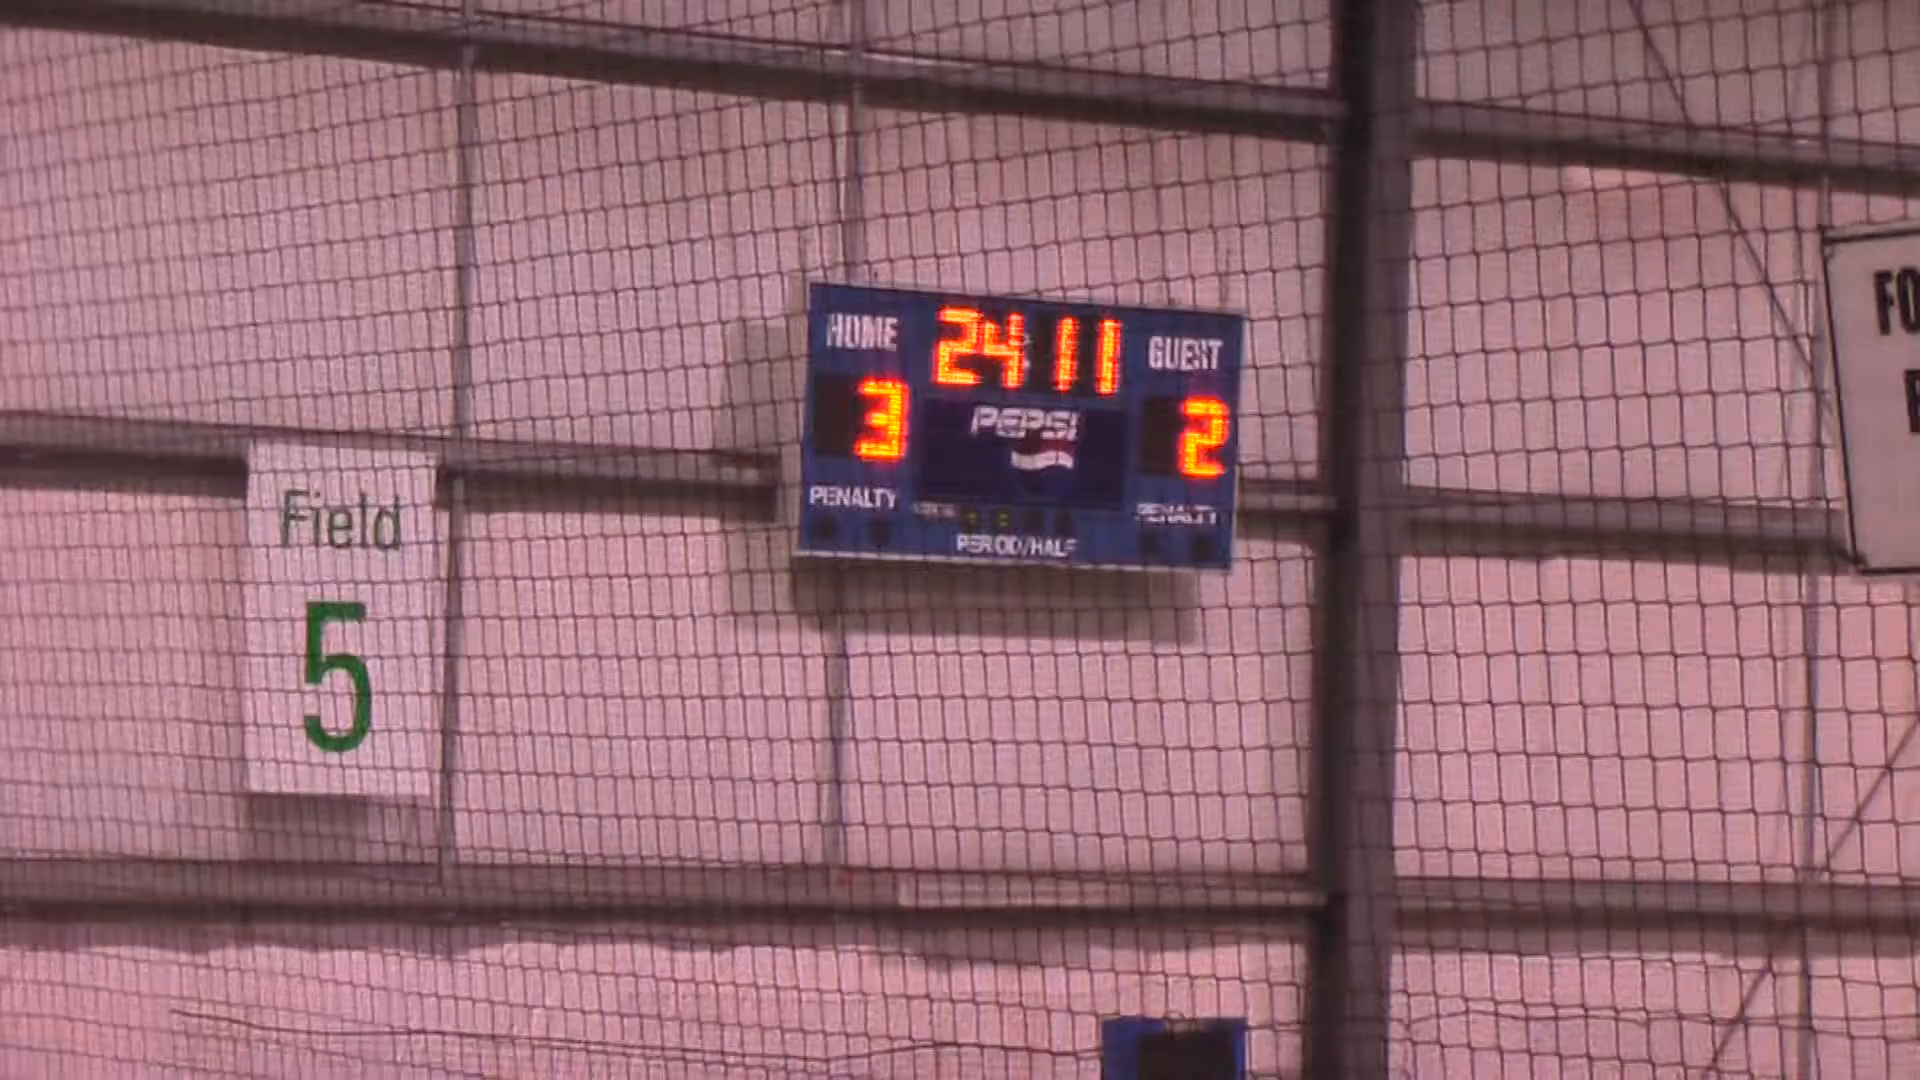 HOME
24:11
GUEST
3
PEPSI
2
PENALTY
PENALTY
PERIOD/HALF
Field
5
FO